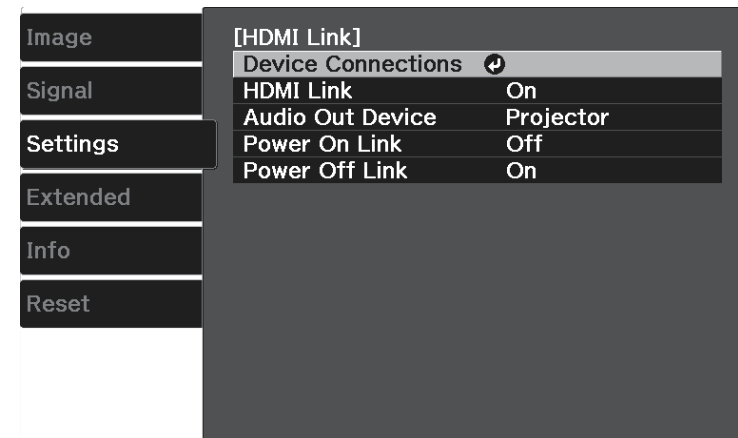 Image
Signal
Settings
Extended
Info
Reset
[HDMI Link]
Device Connections
HDMI Link On
Audio Out Device Projector
Power On Link Off
Power Off Link On